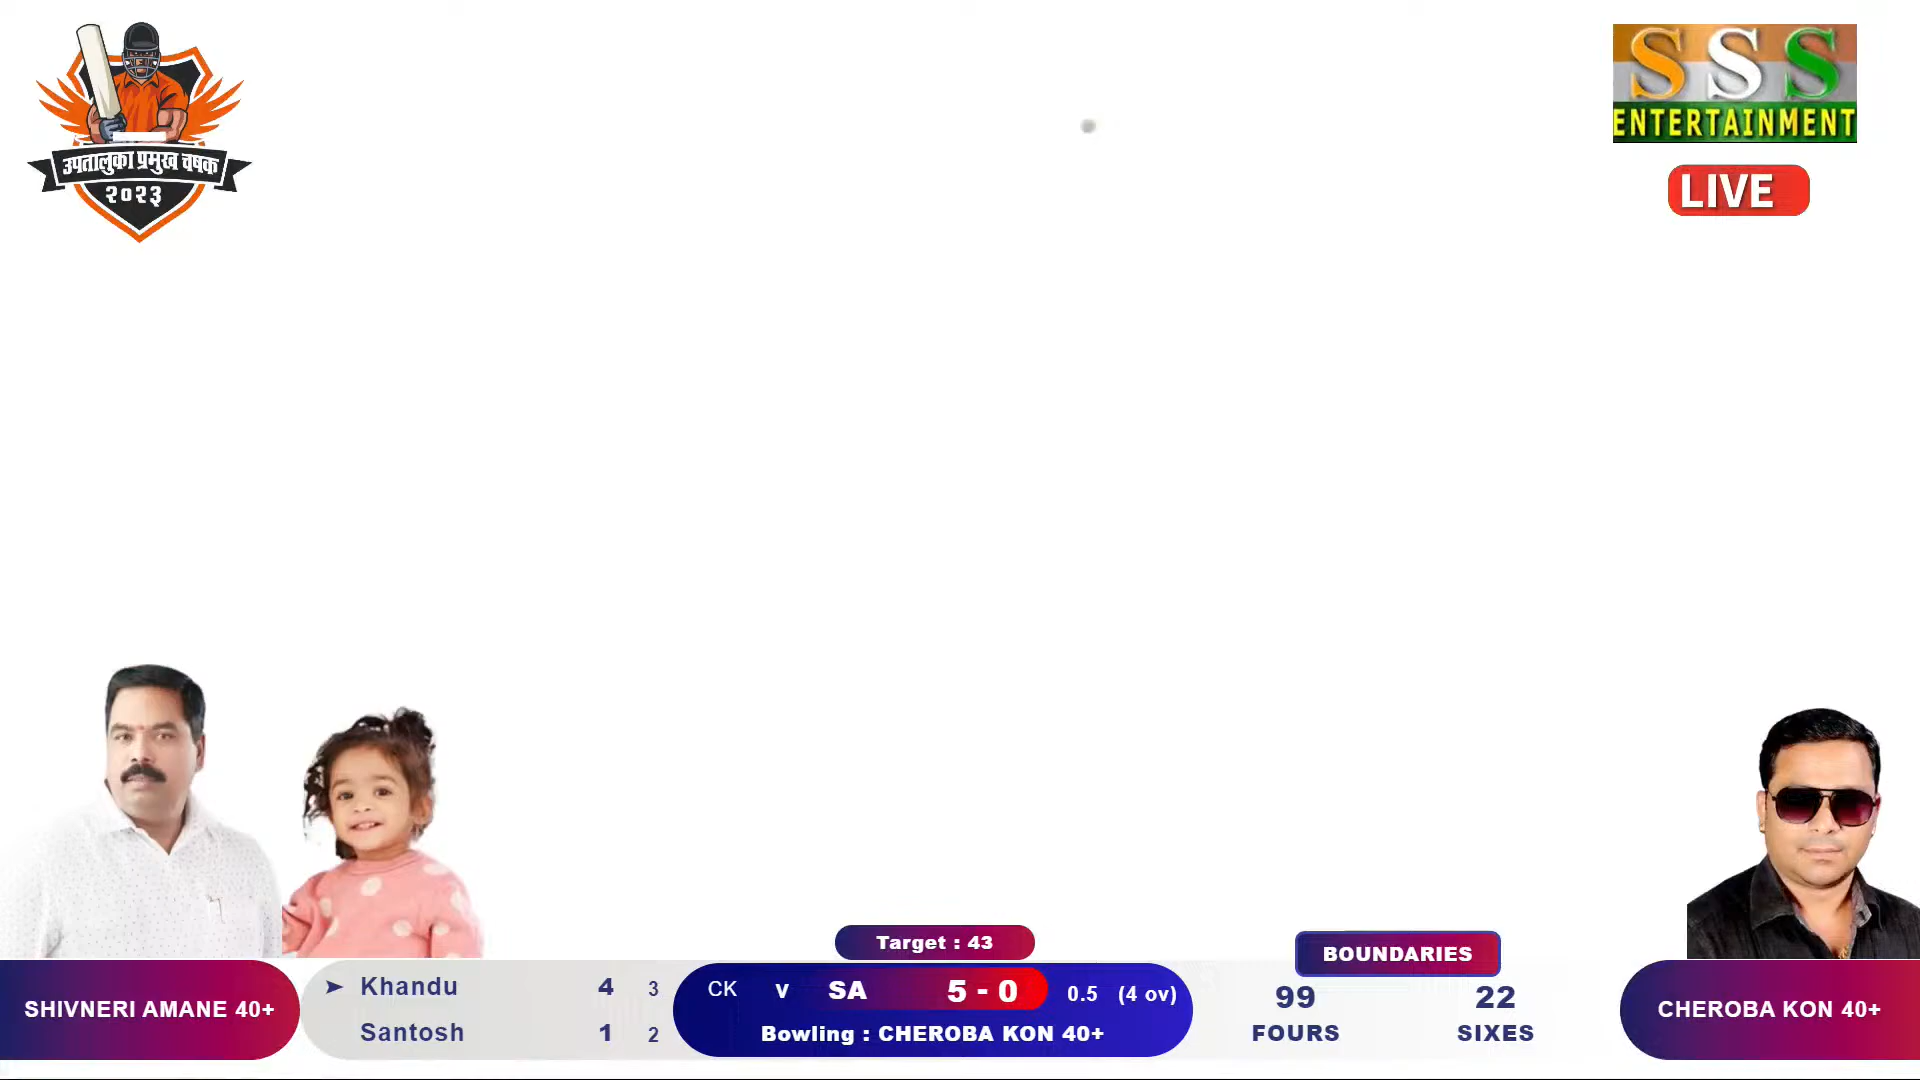 उपतालुका प्रमुख चषक
२०२३
SSS
ENTERTAINMENT
LIVE
Target : 43
BOUNDARIES
SHIVNERI AMANE 40+
➤ Khandu 4 3
Santosh 1 2
CK v SA 5 - 0 0.5 (4 ov)
Bowling : CHEROBA KON 40+
99 22
FOURS SIXES
CHEROBA KON 40+